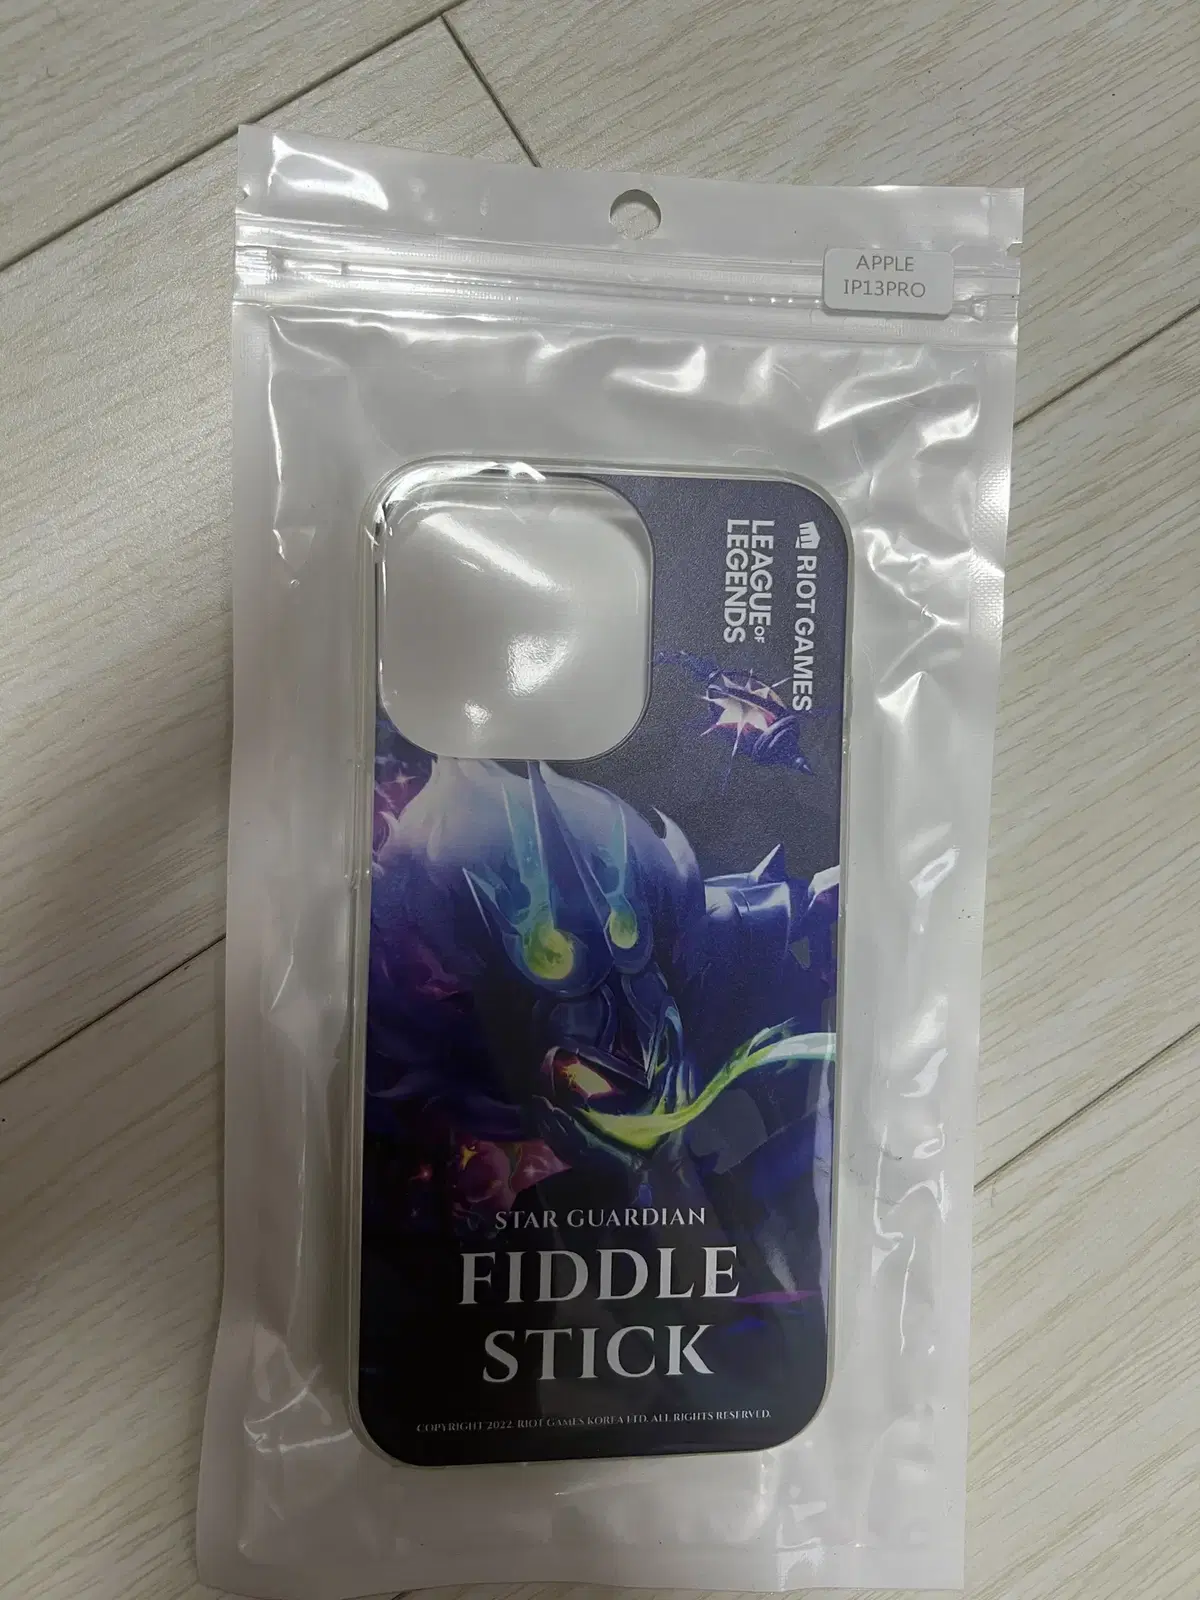 APPLE
IP13PRO
RIOT GAMES
LEAGUE OF
LEGENDS
STAR GUARDIAN
FIDDLE
STICK
COPYRIGHT 2022. RIOT GAMES KOREA LTD. ALL RIGHTS RESERVED.